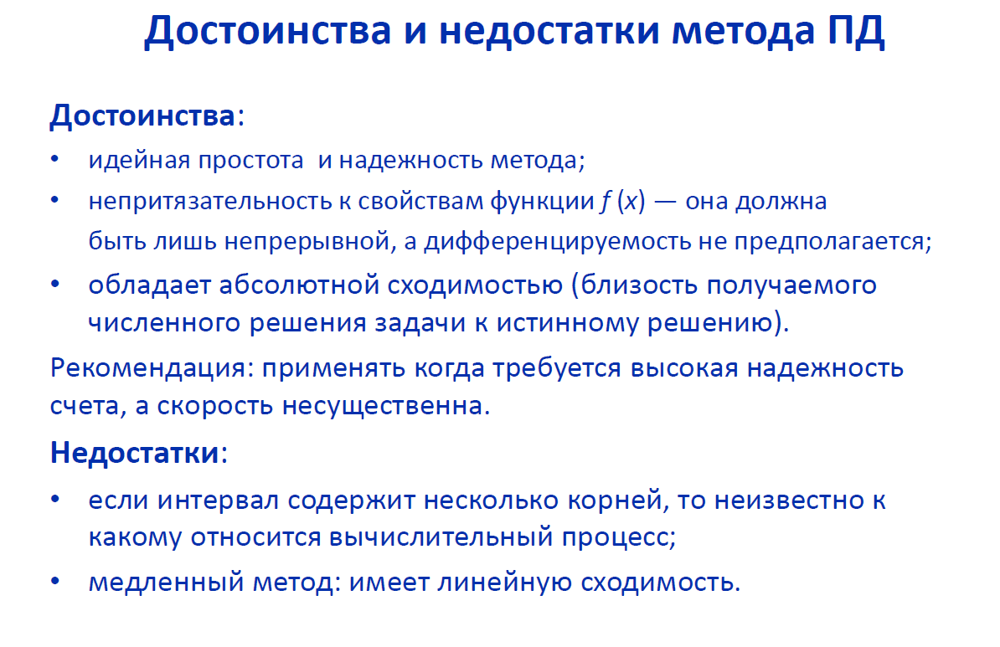 Достоинства и недостатки метода ПД
Достоинства:
• идейная простота и надежность метода;
• непритязательность к свойствам функции f (x) — она должна
быть лишь непрерывной, а дифференцируемость не предполагается;
• обладает абсолютной сходимостью (близость получаемого
численного решения задачи к истинному решению).
Рекомендация: применять когда требуется высокая надежность
счета, а скорость несущественна.
Недостатки:
• если интервал содержит несколько корней, то неизвестно к
какому относится вычислительный процесс;
• медленный метод: имеет линейную сходимость.